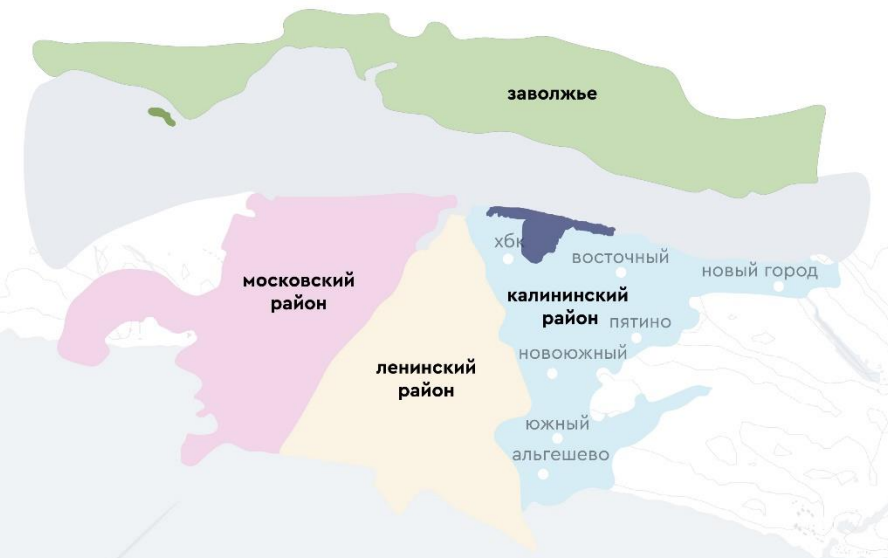 заволжье
хбк
восточный
новый город
московский
район
калининский
район
пятино
новоюжный
ленинский
район
южный
альгешево